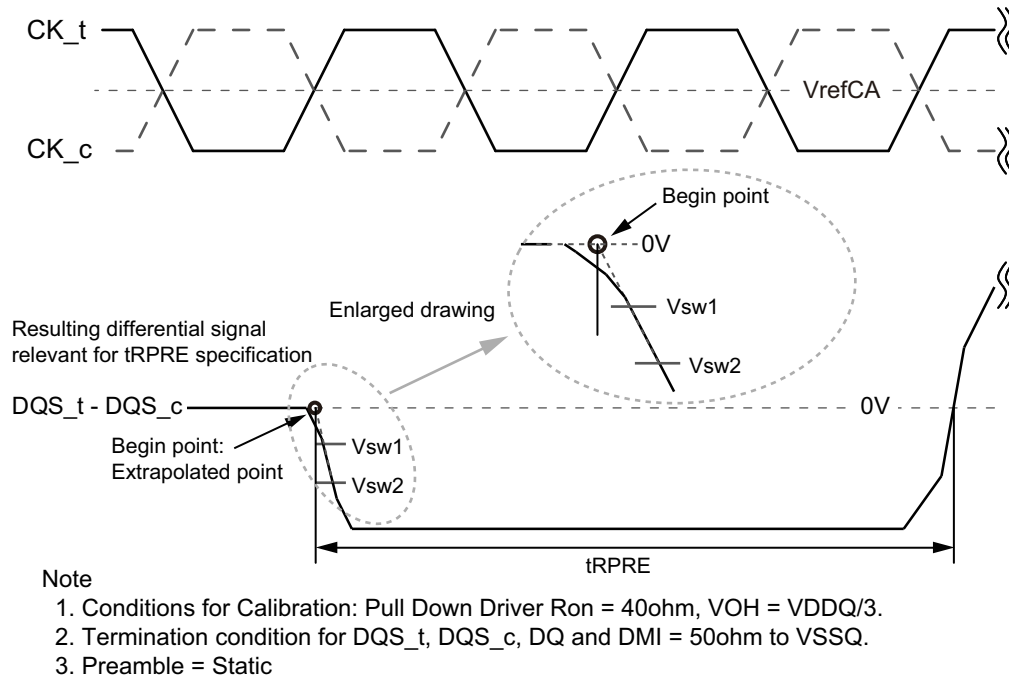 CK_t
VrefCA
CK_c
Begin point
0V
Vsw1
Enlarged drawing
Vsw2
Resulting differential signal
relevant for tRPRE specification
DQS_t - DQS_c
0V
Begin point:
Extrapolated point
Vsw1
Vsw2
tRPRE
Note
1. Conditions for Calibration: Pull Down Driver Ron = 40ohm, VOH = VDDQ/3.
2. Termination condition for DQS_t, DQS_c, DQ and DMI = 50ohm to VSSQ.
3. Preamble = Static